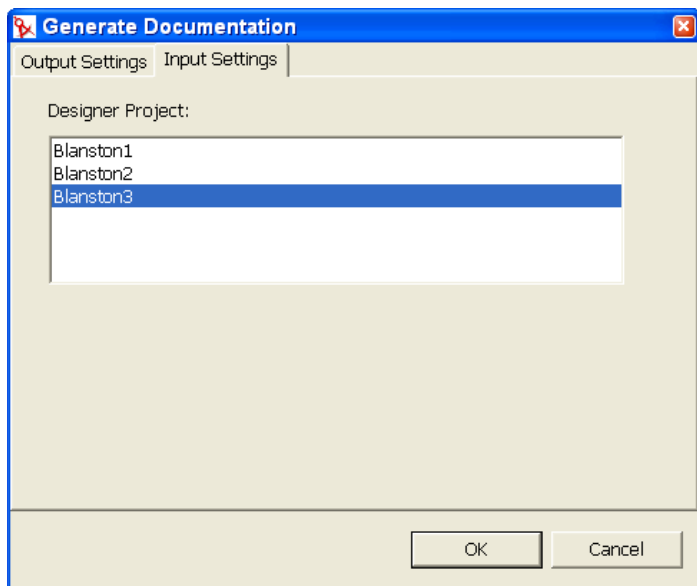 Generate Documentation
Output Settings Input Settings
Designer Project:
Blanston1
Blanston2
Blanston3
OK Cancel